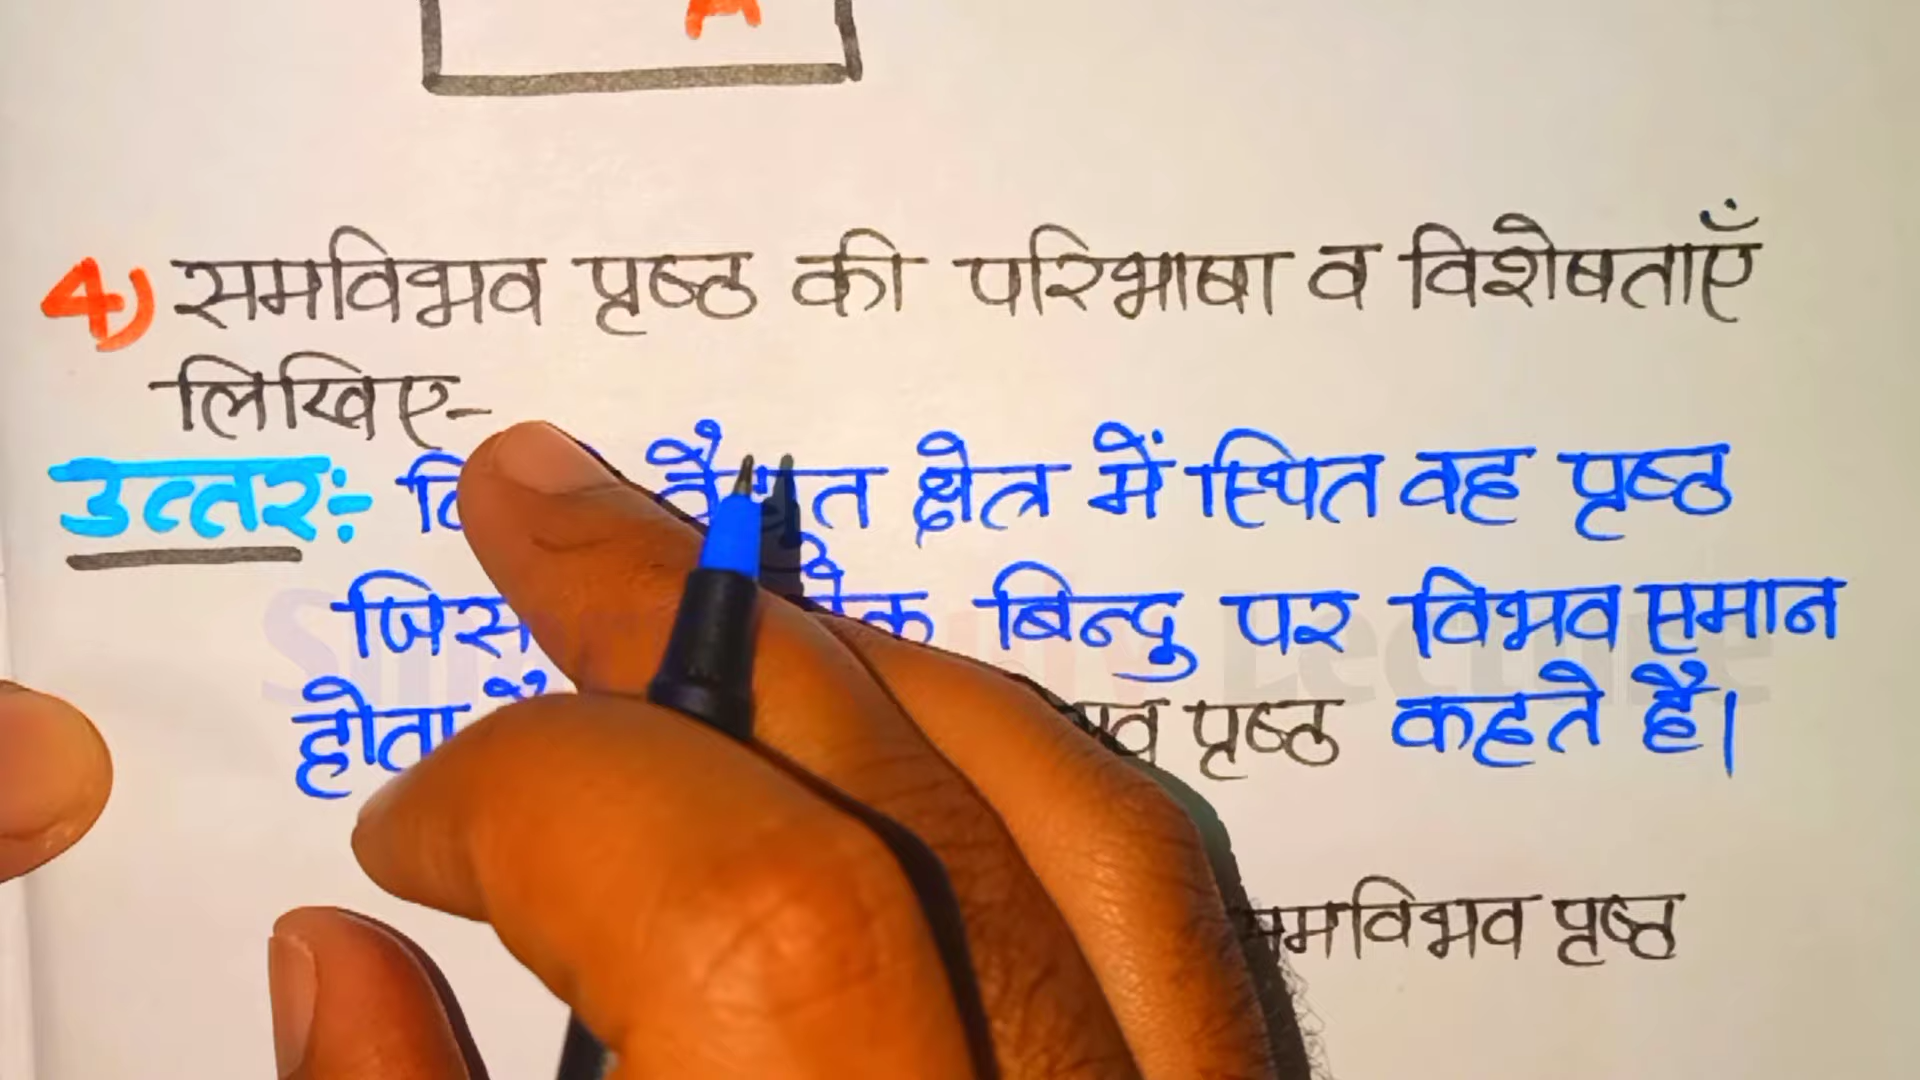 A
4) समविभव पृष्ठ की परिभाषा व विशेषताएँ
लिखिए-
उत्तर:- वैद्युत क्षेत्र में स्थित वह पृष्ठ
बिन्दु पर विभव समान
होता पृष्ठ कहते है।
समविभव पृष्ठ